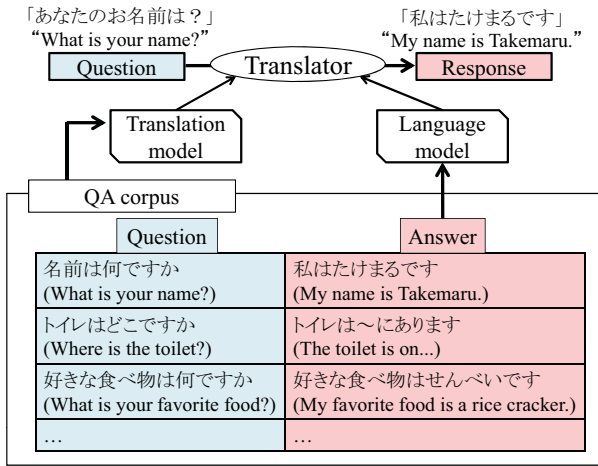 「あなたのお名前は？」
“What is your name?”
Question
Translator
「私はたけまるです」
“My name is Takemaru.”
Response
Translation
model
Language
model
QA corpus
Question
Answer
名前は何ですか
(What is your name?)
私はたけまるです
(My name is Takemaru.)
トイレはどこですか
(Where is the toilet?)
トイレは～にあります
(The toilet is on...)
好きな食べ物は何ですか
(What is your favorite food?)
好きな食べ物はせんべいです
(My favorite food is a rice cracker.)
…
…